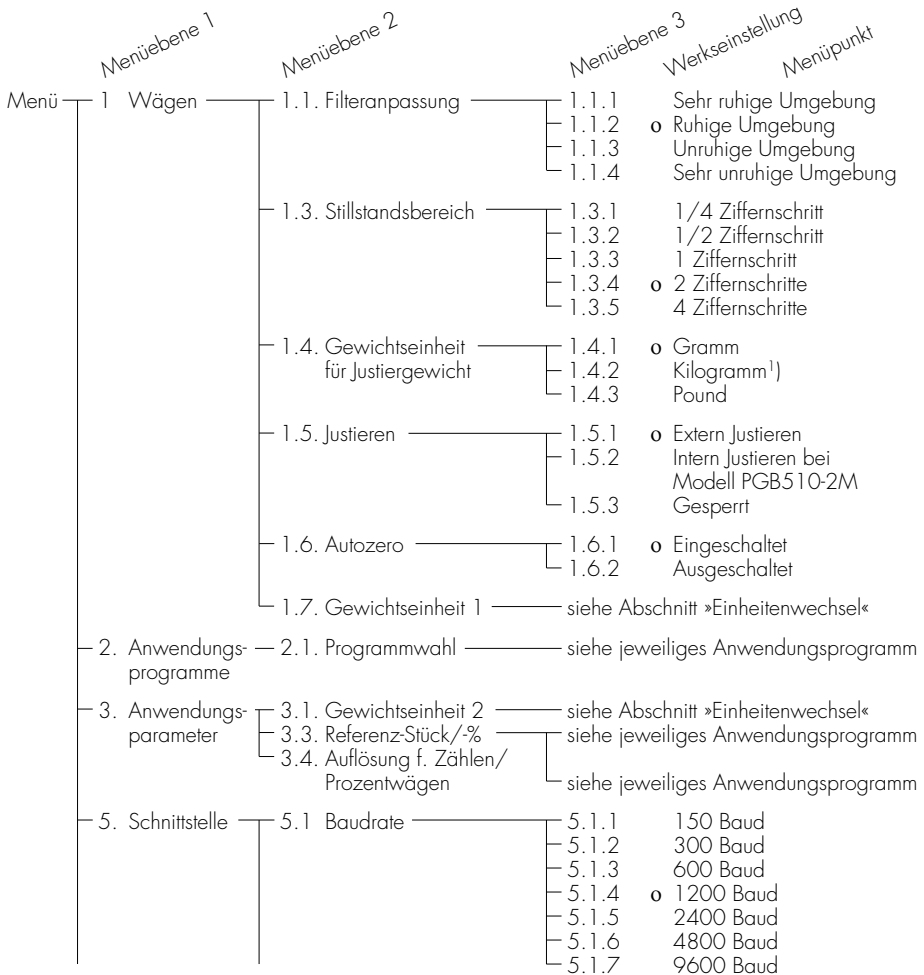 Menüebene 1 Menüebene 2 Menüebene 3 Werkseinstellung Menüpunkt
Menü 1 Wägen 1.1. Filteranpassung 1.1.1 Sehr ruhige Umgebung
1.1.2 o Ruhige Umgebung
1.1.3 Unruhige Umgebung
1.1.4 Sehr unruhige Umgebung
1.3. Stillstandsbereich 1.3.1 1/4 Ziffernschritt
1.3.2 1/2 Ziffernschritt
1.3.3 1 Ziffernschritt
1.3.4 o 2 Ziffernschritte
1.3.5 4 Ziffernschritte
1.4. Gewichtseinheit 1.4.1 o Gramm
für Justiergewicht 1.4.2 Kilogramm1)
1.4.3 Pound
1.5. Justieren 1.5.1 o Extern Justieren
1.5.2 Intern Justieren bei
Modell PGB510-2M
1.5.3 Gesperrt
1.6. Autozero 1.6.1 o Eingeschaltet
1.6.2 Ausgeschaltet
1.7. Gewichtseinheit 1 siehe Abschnitt »Einheitenwechsel«
2. Anwendungs- 2.1. Programmwahl siehe jeweiliges Anwendungsprogramm
programme
3. Anwendungs- 3.1. Gewichtseinheit 2 siehe Abschnitt »Einheitenwechsel«
parameter 3.3. Referenz-Stück/-% siehe jeweiliges Anwendungsprogramm
3.4. Auflösung f. Zählen/
Prozentwägen siehe jeweiliges Anwendungsprogramm
5. Schnittstelle 5.1 Baudrate 5.1.1 150 Baud
5.1.2 300 Baud
5.1.3 600 Baud
5.1.4 o 1200 Baud
5.1.5 2400 Baud
5.1.6 4800 Baud
5.1.7 9600 Baud